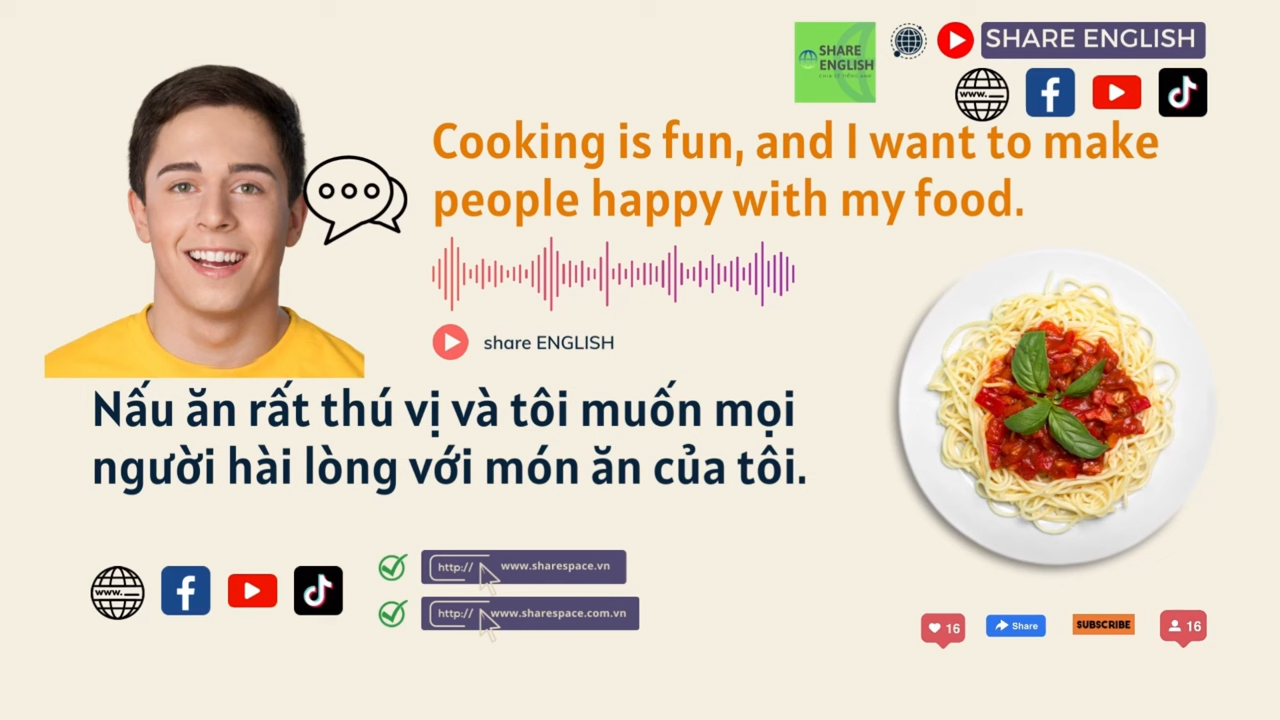 SHARE
ENGLISH
SHARE ENGLISH
www.
Cooking is fun, and I want to make
people happy with my food.
share ENGLISH
Nấu ăn rất thú vị và tôi muốn mọi
người hài lòng với món ăn của tôi.
www.
http:// www.sharespace.vn
http:// www.sharespace.com.vn
16
Share
SUBSCRIBE
16